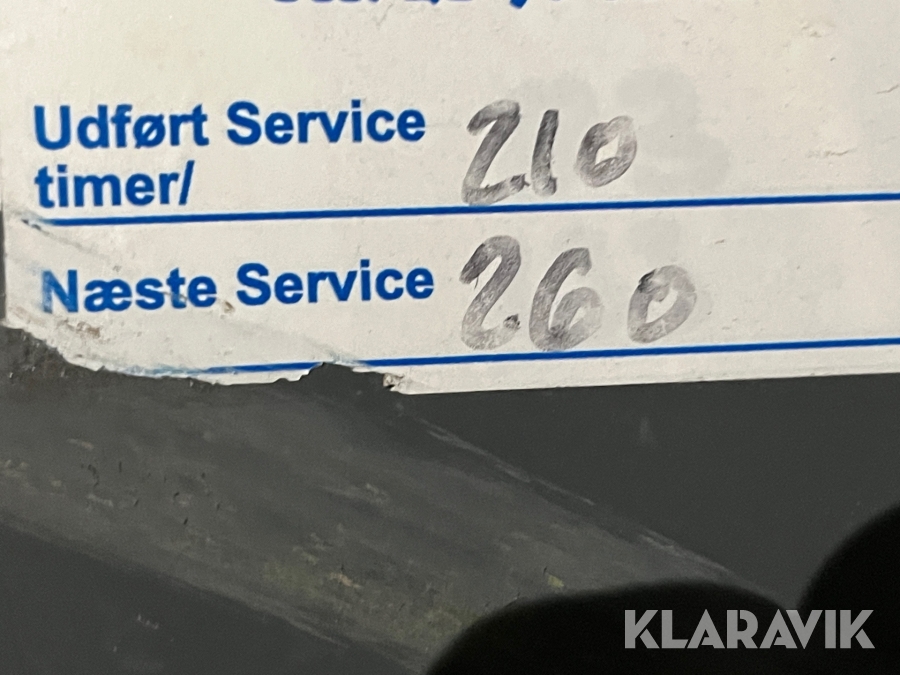 Udført Service 210
timer/
Næste Service 260
KLARAVIK